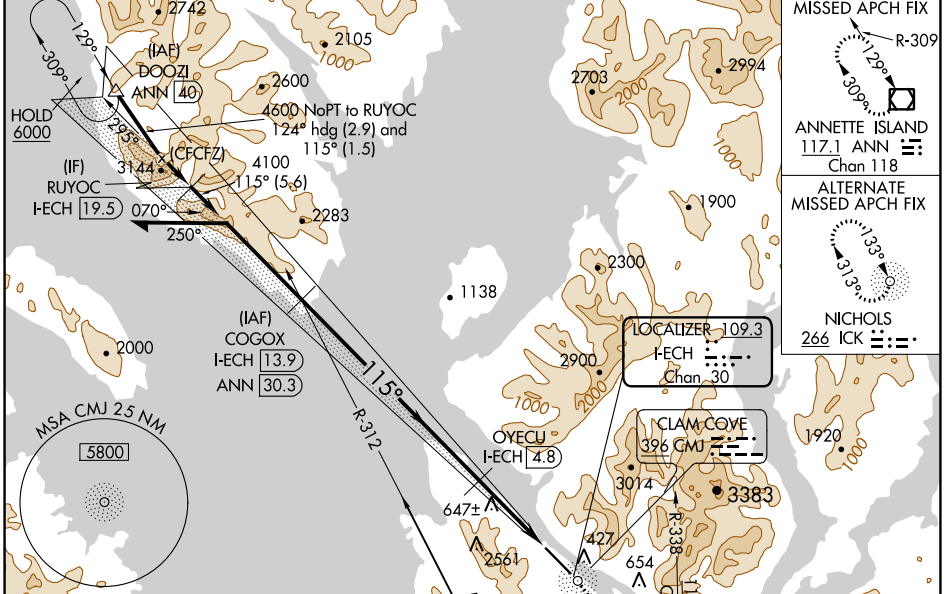 2742
129°
309°
(IAF)
DOOZI
ANN 40
2105
1000
2600
4600 NoPT to RUYOC
124° hdg (2.9) and
115° (1.5)
HOLD
6000
295°
(CFCFZ)
3144
4100
115° (5.6)
(IF)
RUYOC
I-ECH 19.5
070°
250°
2283
2703
2000
2994
1000
1900
2300
1138
2000
(IAF)
COGOX
I-ECH 13.9
ANN 30.3
115°
R-312
LOCALIZER 109.3
I-ECH
Chan 30
2900
1000
2000
MSA CMJ 25 NM
5800
OYECU
I-ECH 4.8
CLAM COVE
396 CMJ
1920
1000
3014
3383
R-338
647±
2561
427
654
MISSED APCH FIX
R-309
129°
309°
ANNETTE ISLAND
117.1 ANN
Chan 118
ALTERNATE
MISSED APCH FIX
133°
313°
NICHOLS
266 ICK